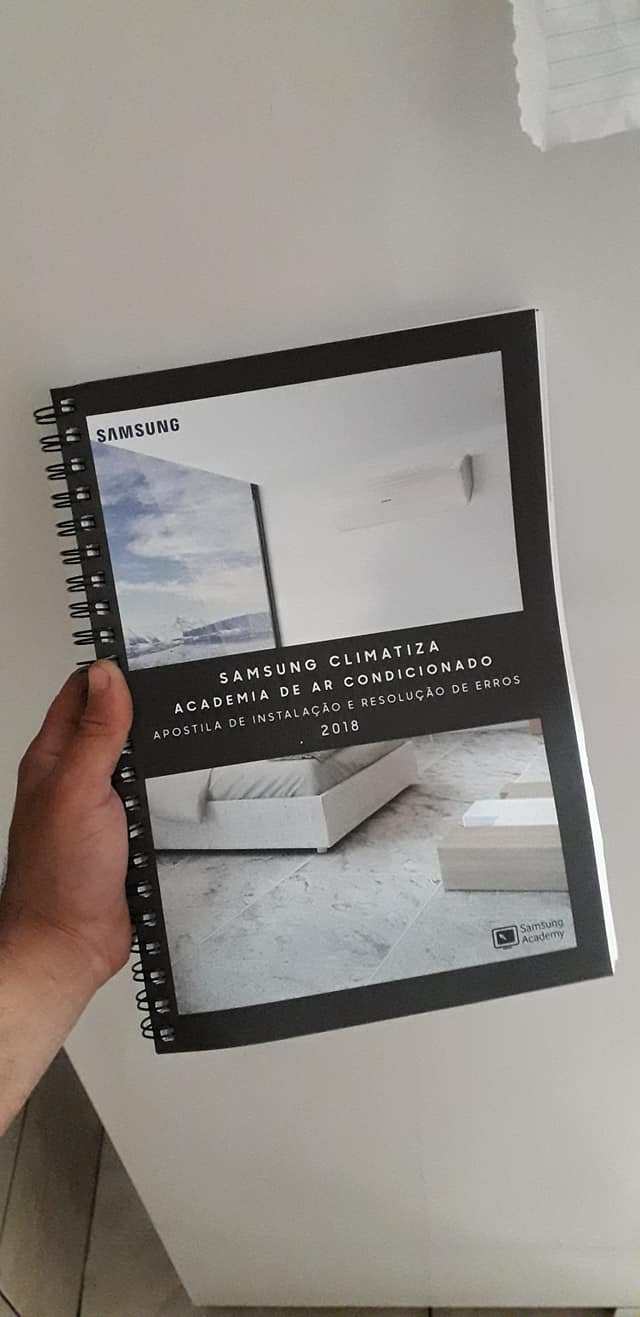 SAMSUNG
SAMSUNG CLIMATIZA
ACADEMIA DE AR CONDICIONADO
APOSTILA DE INSTALAÇÃO E RESOLUÇÃO DE ERROS
2018
Samsung
Academy